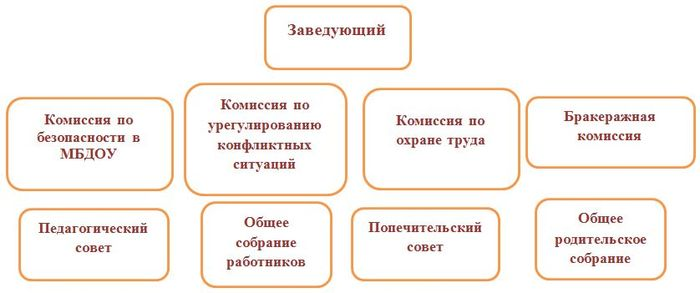 Заведующий
Комиссия по
безопасности в
МБДОУ
Комиссия по
урегулированию
конфликтных
ситуаций
Комиссия по
охране труда
Бракеражная
комиссия
Педагогический
совет
Общее
собрание
работников
Попечительский
совет
Общее
родительское
собрание